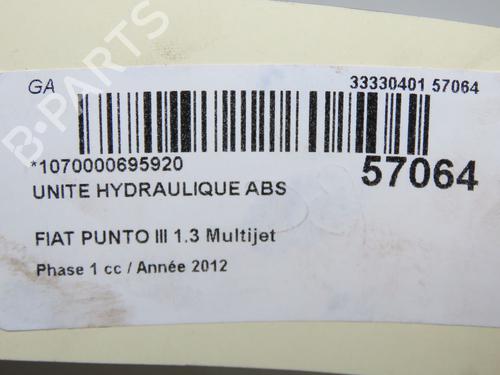 GA 33330401 57064
*1070000695920 57064
UNITE HYDRAULIQUE ABS
FIAT PUNTO III 1.3 Multijet
Phase 1 cc / Année 2012
B-PARTS